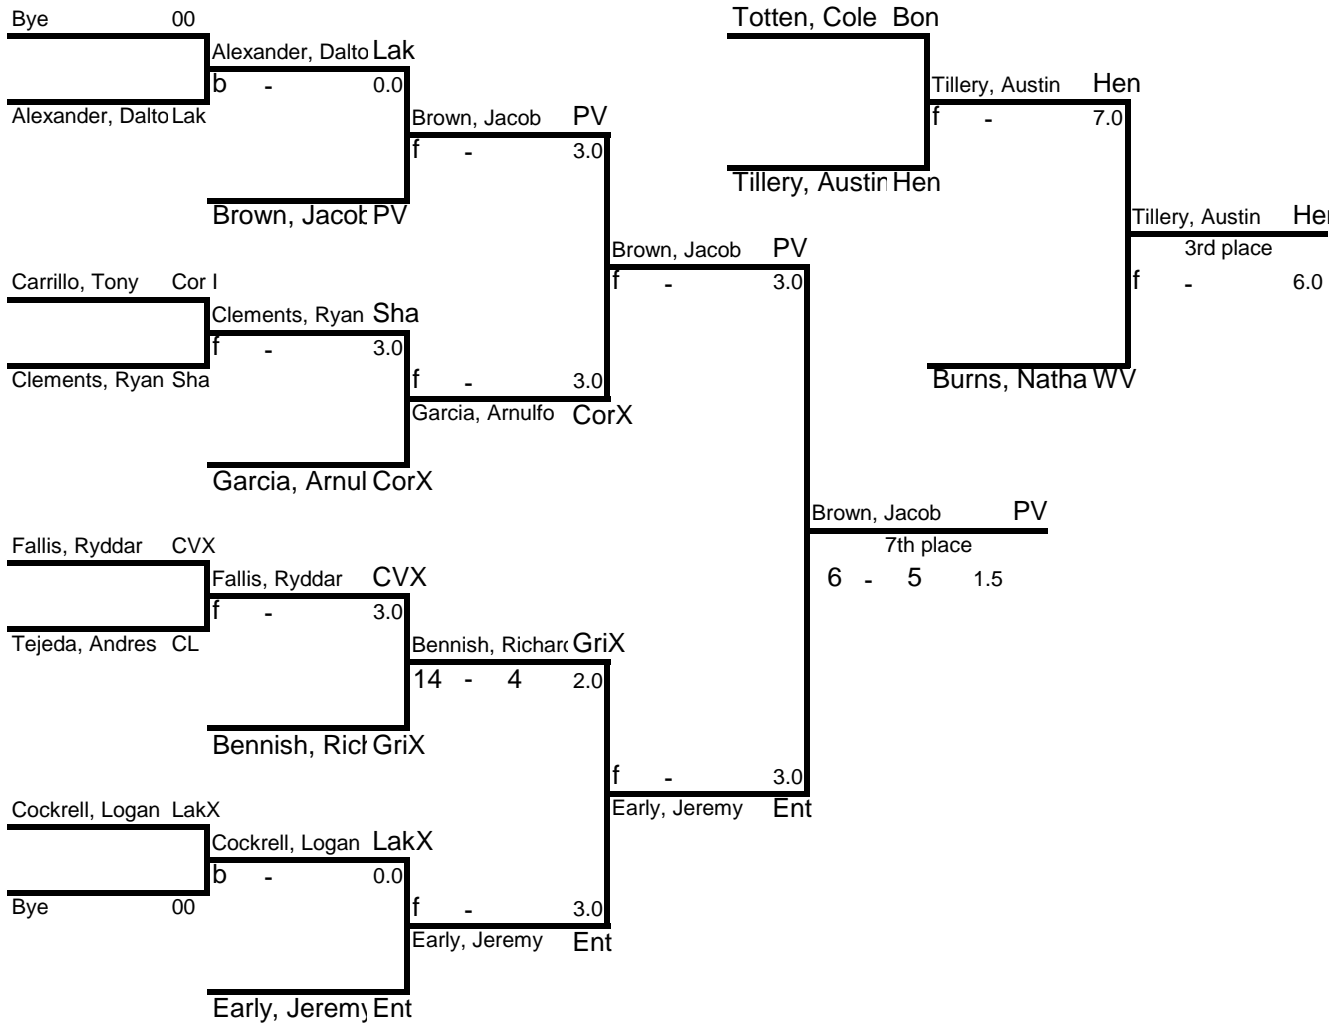 Bye 00
Totten, Cole Bon
Alexander, Dalto Lak
b - 0.0
Tillery, Austin Hen
f - 7.0
Alexander, Dalto Lak
Brown, Jacob PV
f - 3.0
Tillery, Austin Hen
Brown, Jacob PV
Tillery, Austin Hen
3rd place
f - 6.0
Brown, Jacob PV
f - 3.0
Carrillo, Tony Cor I
Clements, Ryan Sha
f - 3.0
Clements, Ryan Sha
f - 3.0
Garcia, Arnulfo CorX
Burns, Natha WV
Garcia, Arnul CorX
Brown, Jacob PV
7th place
6 - 5 1.5
Fallis, Ryddar CVX
Fallis, Ryddar CVX
f - 3.0
Tejeda, Andres CL
Bennish, Richard GriX
14 - 4 2.0
Bennish, Rich GriX
f - 3.0
Early, Jeremy Ent
Cockrell, Logan LakX
Cockrell, Logan LakX
b - 0.0
Bye 00
f - 3.0
Early, Jeremy Ent
Early, Jeremy Ent